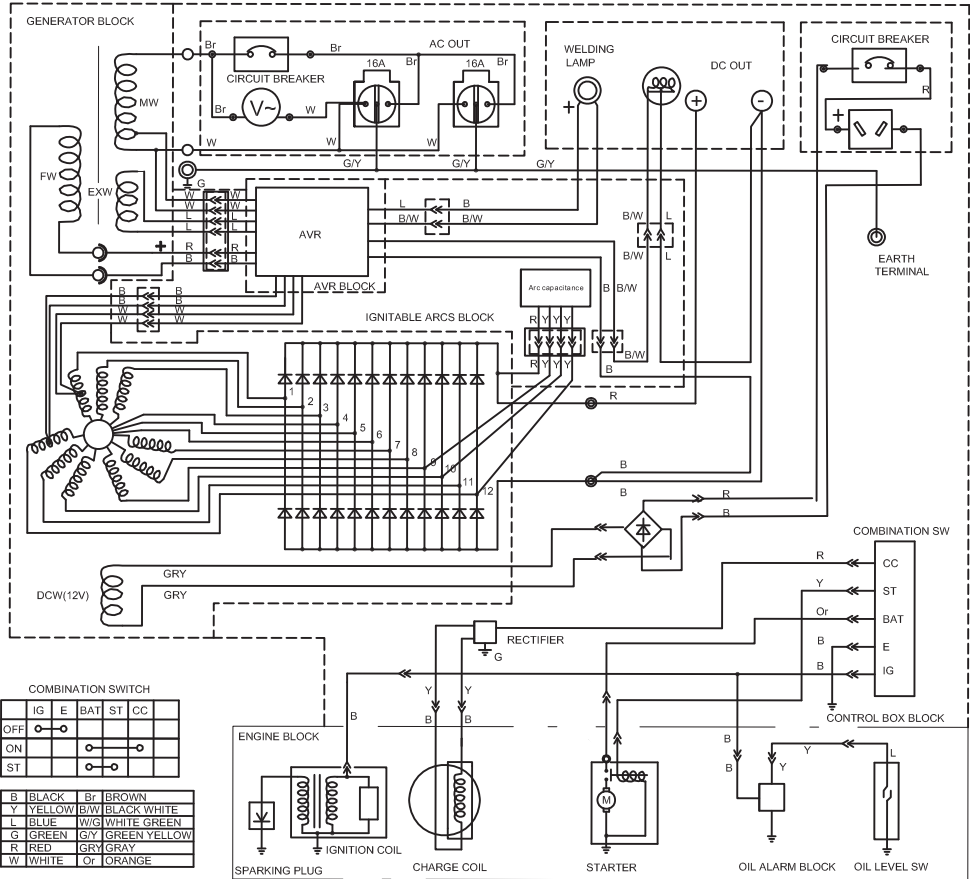 GENERATOR BLOCK
Br
Br
AC OUT
Br
Br
16A
16A
CIRCUIT BREAKER
Br
V~
W
W
W
W
WELDING
LAMP
+
DC OUT
+
-
CIRCUIT BREAKER
R
+
MW
FW
EXW
G/Y
G/Y
G/Y
G
W
W
W
W
L
L
L
L
R
R
B
B
+
AVR
AVR BLOCK
L
B
B/W
B/W
B/W
L
B/W
L
EARTH
TERMINAL
B
B/W
Arc capacitance
B
B
B
B
W
W
W
W
IGNITABLE ARCS BLOCK
R
Y
Y
Y
R
Y
Y
Y
B/W
B
R
1
2
3
4
5
6
7
8
9
10
11
12
B
B
R
B
DCW(12V)
GRY
GRY
COMBINATION SW
R
CC
Y
ST
Or
BAT
B
E
B
IG
RECTIFIER
G
CONTROL BOX BLOCK
COMBINATION SWITCH
IG E BAT ST CC
OFF
ON
ST
B BLACK Br BROWN
Y YELLOW B/W BLACK WHITE
L BLUE W/G WHITE GREEN
G GREEN G/Y GREEN YELLOW
R RED GRY GRAY
W WHITE Or ORANGE
ENGINE BLOCK
B
Y
Y
B
B
M
B
B
Y
Y
L
SPARKING PLUG
IGNITION COIL
CHARGE COIL
STARTER
OIL ALARM BLOCK
OIL LEVEL SW